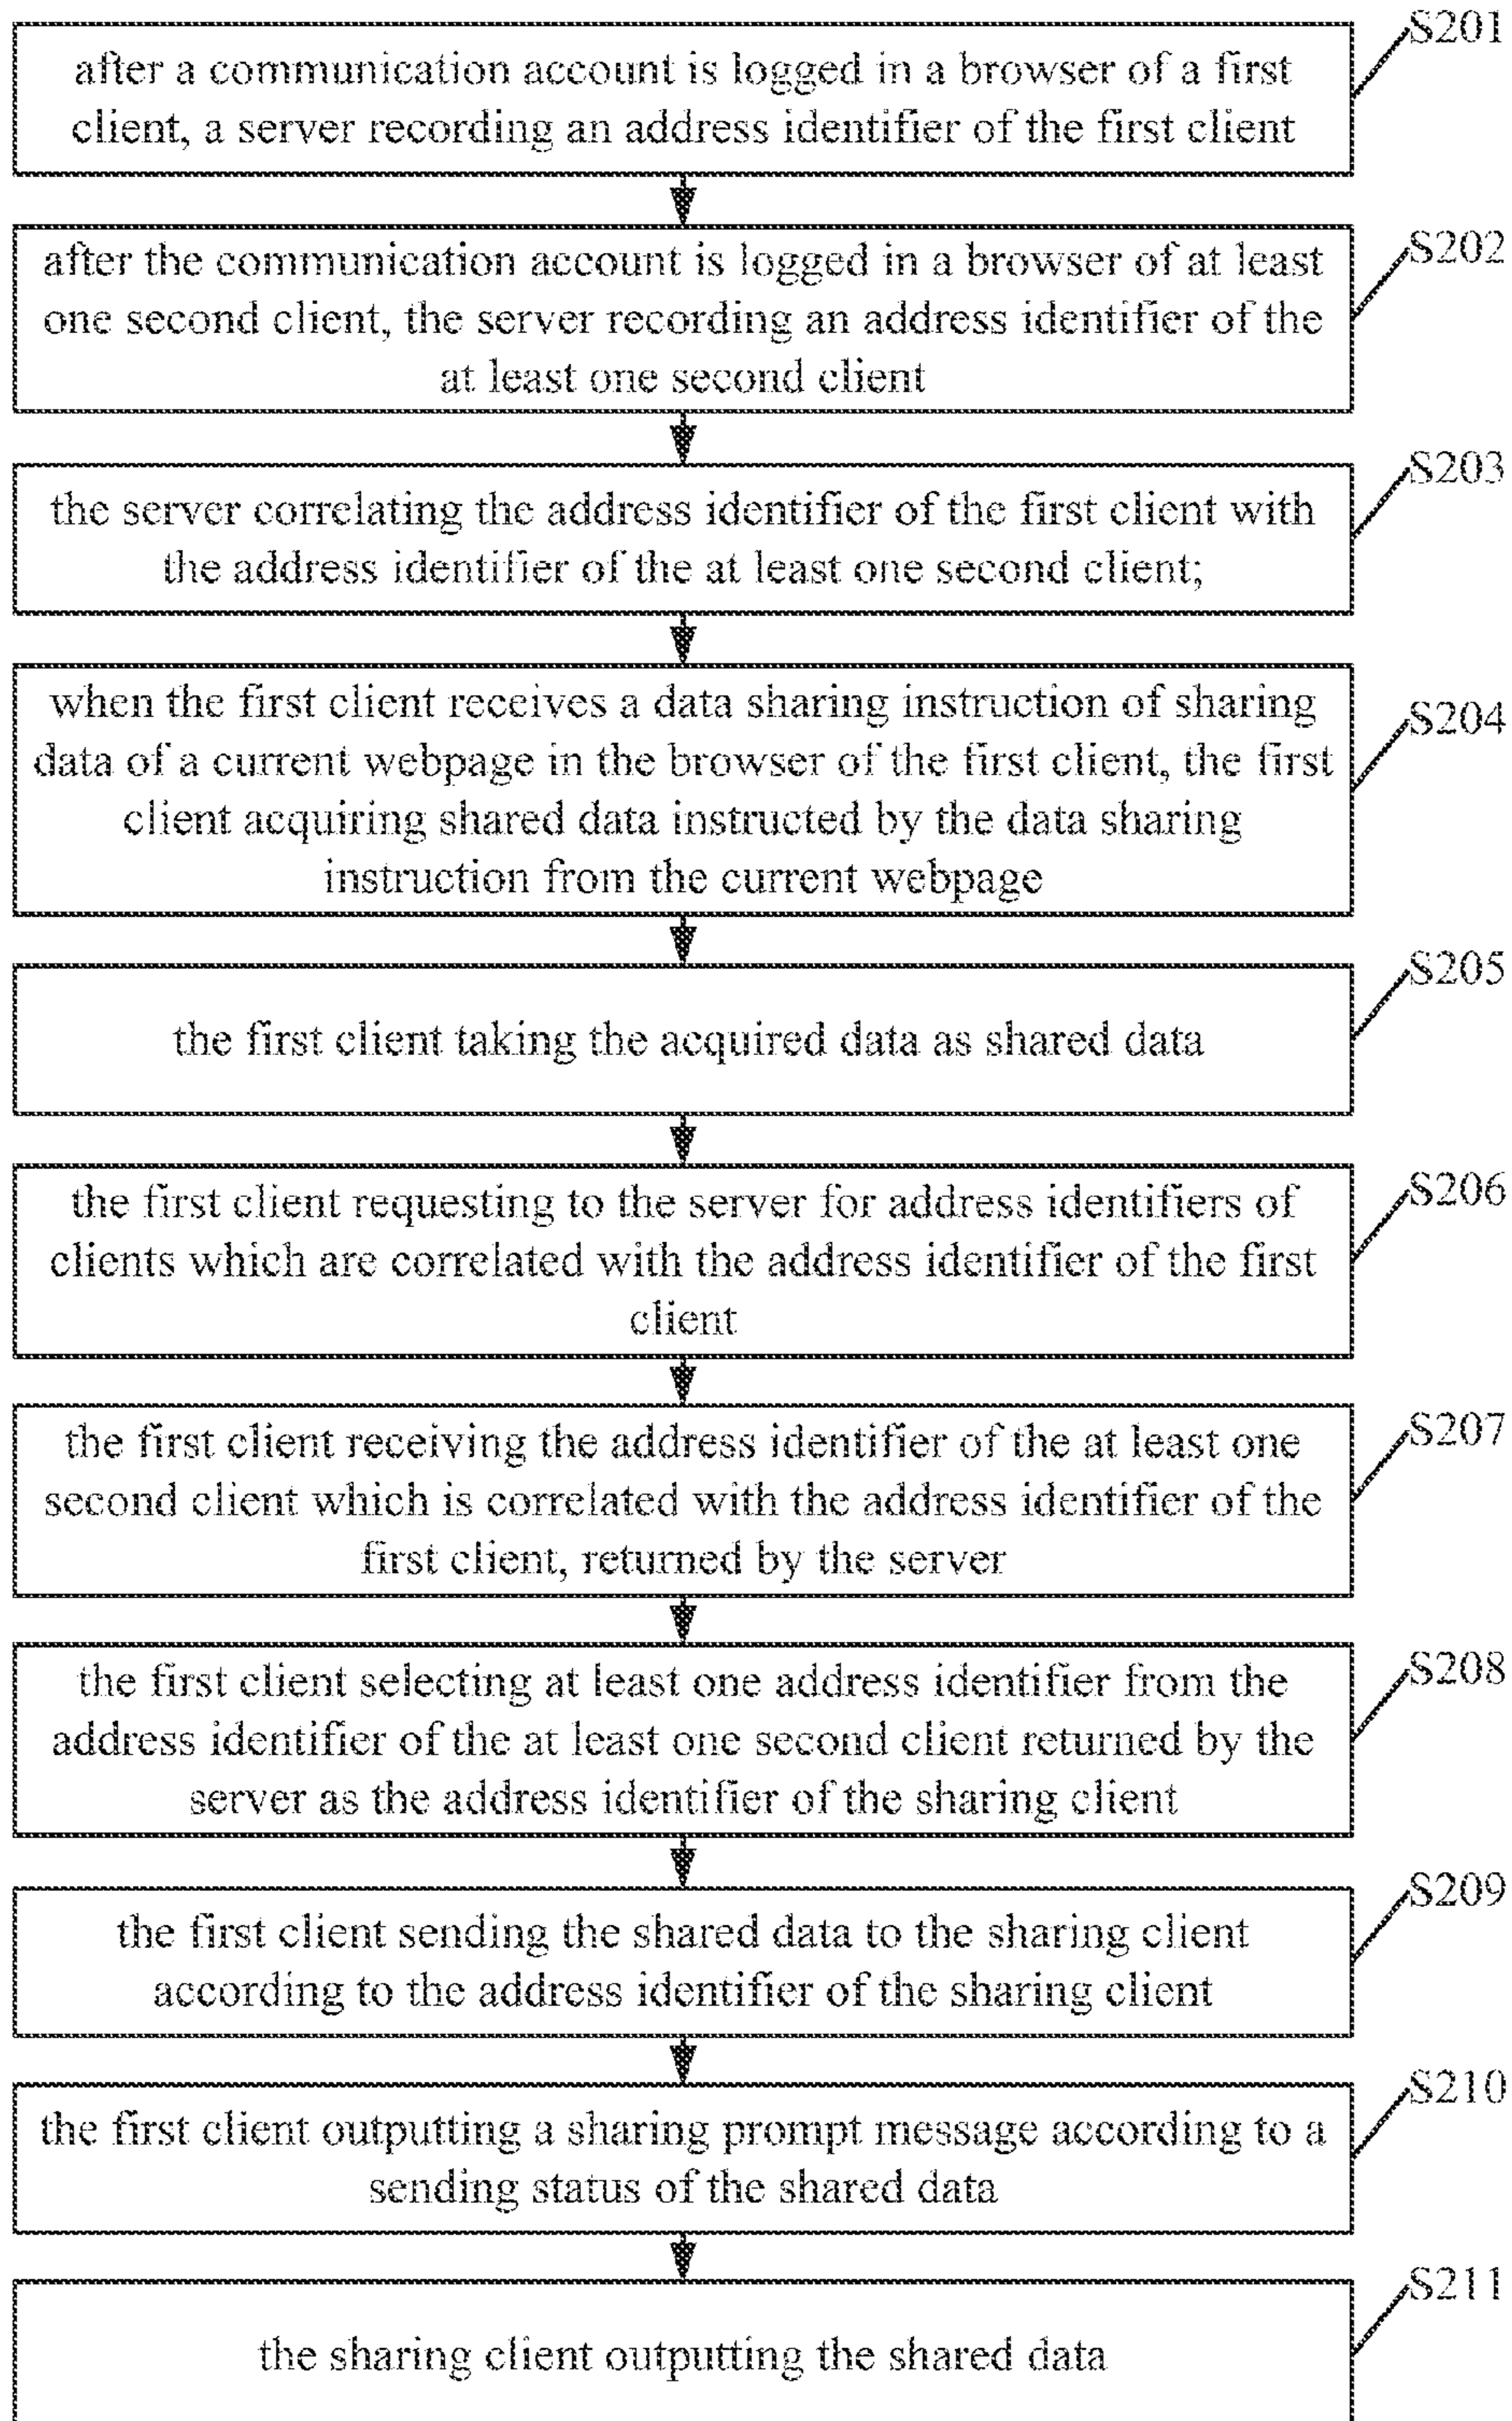 S201
after a communication account is logged in a browser of a first
client, a server recording an address identifier of the first client
S202
after the communication account is logged in a browser of at least
one second client, the server recording an address identifier of the
at least one second client
S203
the server correlating the address identifier of the first client with
the address identifier of the at least one second client;
S204
when the first client receives a data sharing instruction of sharing
data of a current webpage in the browser of the first client, the first
client acquiring shared data instructed by the data sharing
instruction from the current webpage
S205
the first client taking the acquired data as shared data
S206
the first client requesting to the server for address identifiers of
clients which are correlated with the address identifier of the first
client
S207
the first client receiving the address identifier of the at least one
second client which is correlated with the address identifier of the
first client, returned by the server
S208
the first client selecting at least one address identifier from the
address identifier of the at least one second client returned by the
server as the address identifier of the sharing client
S209
the first client sending the shared data to the sharing client
according to the address identifier of the sharing client
S210
the first client outputting a sharing prompt message according to a
sending status of the shared data
S211
the sharing client outputting the shared data